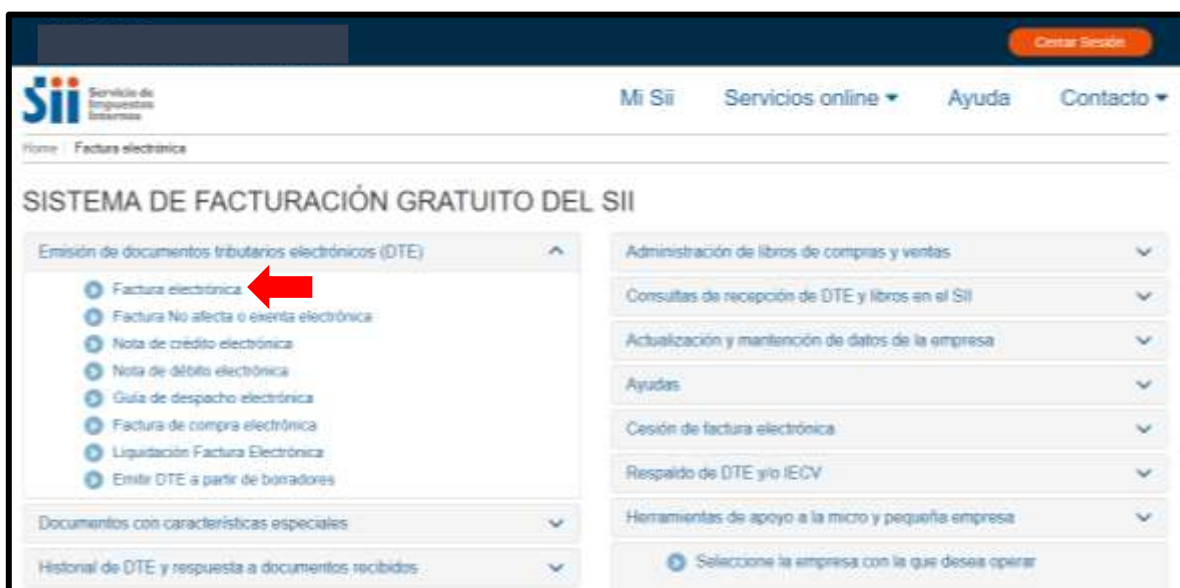 Cerrar Sesión
Sii Servicio de
Impuestos
Internos
Mi Sii Servicios online Ayuda Contacto
Home Factura electrónica
SISTEMA DE FACTURACIÓN GRATUITO DEL SII
Emisión de documentos tributarios electrónicos (DTE)
Factura electrónica
Factura No afecta o exenta electrónica
Nota de crédito electrónica
Nota de débito electrónica
Guía de despacho electrónica
Factura de compra electrónica
Liquidación Factura Electrónica
Emitir DTE a partir de borradores
Documentos con características especiales
Historial de DTE y respuesta a documentos recibidos
Administración de libros de compras y ventas
Consultas de recepción de DTE y libros en el SII
Actualización y mantención de datos de la empresa
Ayudas
Cesión de factura electrónica
Respaldo de DTE y/o IECV
Herramientas de apoyo a la micro y pequeña empresa
Seleccione la empresa con la que desea operar